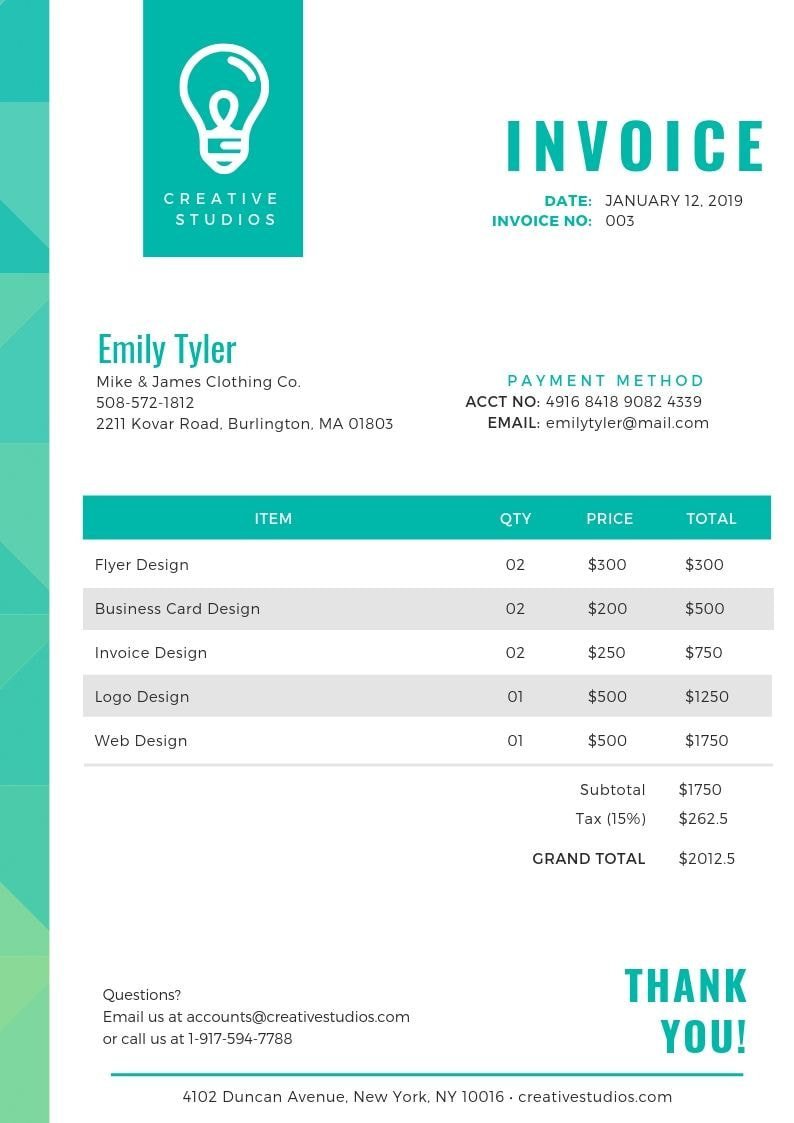 CREATIVE
STUDIOS
INVOICE
DATE: JANUARY 12, 2019
INVOICE NO: 003
Emily Tyler
Mike & James Clothing Co.
508-572-1812
2211 Kovar Road, Burlington, MA 01803
PAYMENT METHOD
ACCT NO: 4916 8418 9082 4339
EMAIL: emilytyler@mail.com
ITEM QTY PRICE TOTAL
Flyer Design 02 $300 $300
Business Card Design 02 $200 $500
Invoice Design 02 $250 $750
Logo Design 01 $500 $1250
Web Design 01 $500 $1750
Subtotal $1750
Tax (15%) $262.5
GRAND TOTAL $2012.5
Questions?
Email us at accounts@creativestudios.com
or call us at 1-917-594-7788
THANK
YOU!
4102 Duncan Avenue, New York, NY 10016 • creativestudios.com